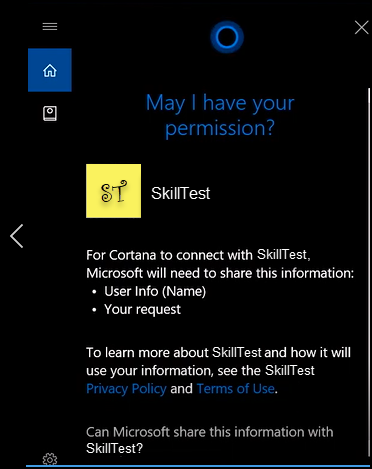 May I have your
permission?
ST
SkillTest
For Cortana to connect with SkillTest,
Microsoft will need to share this information:
• User Info (Name)
• Your request
To learn more about SkillTest and how it will
use your information, see the SkillTest
Privacy Policy and Terms of Use.
Can Microsoft share this information with
SkillTest?